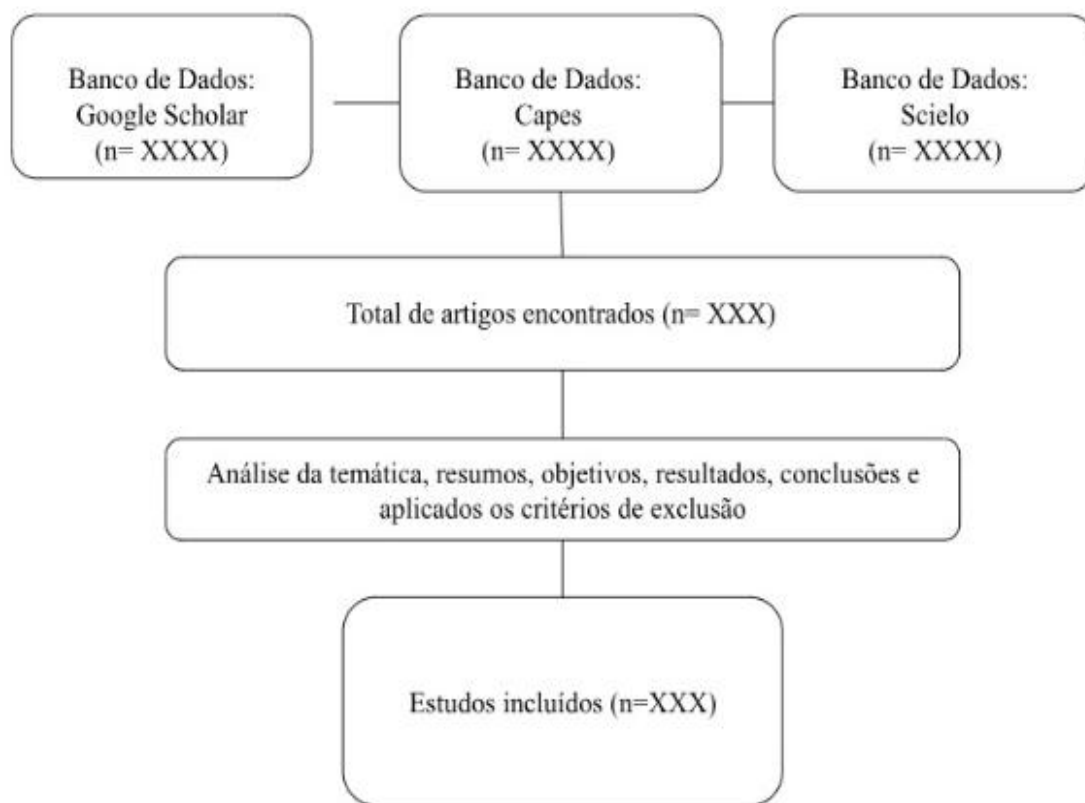 Banco de Dados:
Google Scholar
(n= XXXX)
Banco de Dados:
Capes
(n= XXXX)
Banco de Dados:
Scielo
(n= XXXX)
Total de artigos encontrados (n= XXX)
Análise da temática, resumos, objetivos, resultados, conclusões e
aplicados os critérios de exclusão
Estudos incluídos (n=XXX)